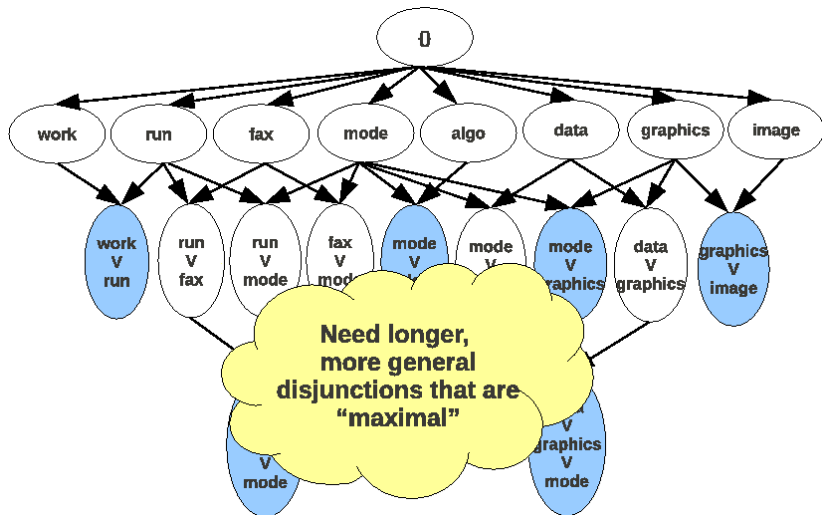 {}
work
run
fax
mode
algo
data
graphics
image
work
V
run
run
V
fax
run
V
mode
fax
V
mode
V
mode
V
mode
V
data
V
graphics
graphics
V
image
Need longer,
more general
disjunctions that are
“maximal”
V
mode
V
graphics
V
mode